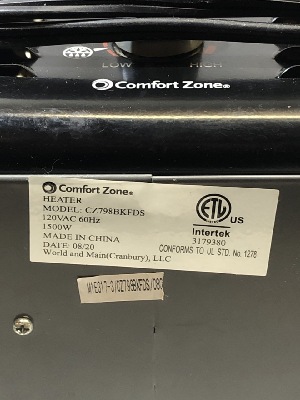 LOW HIGH
Comfort Zone®
Comfort Zone®
HEATER
MODEL: CZ798BKFDS
120VAC 60Hz
1500W
MADE IN CHINA
DATE: 08/20
World and Main(Cranbury), LLC
ETL
US
Intertek
3179380
CONFORMS TO UL STD. No. 1278